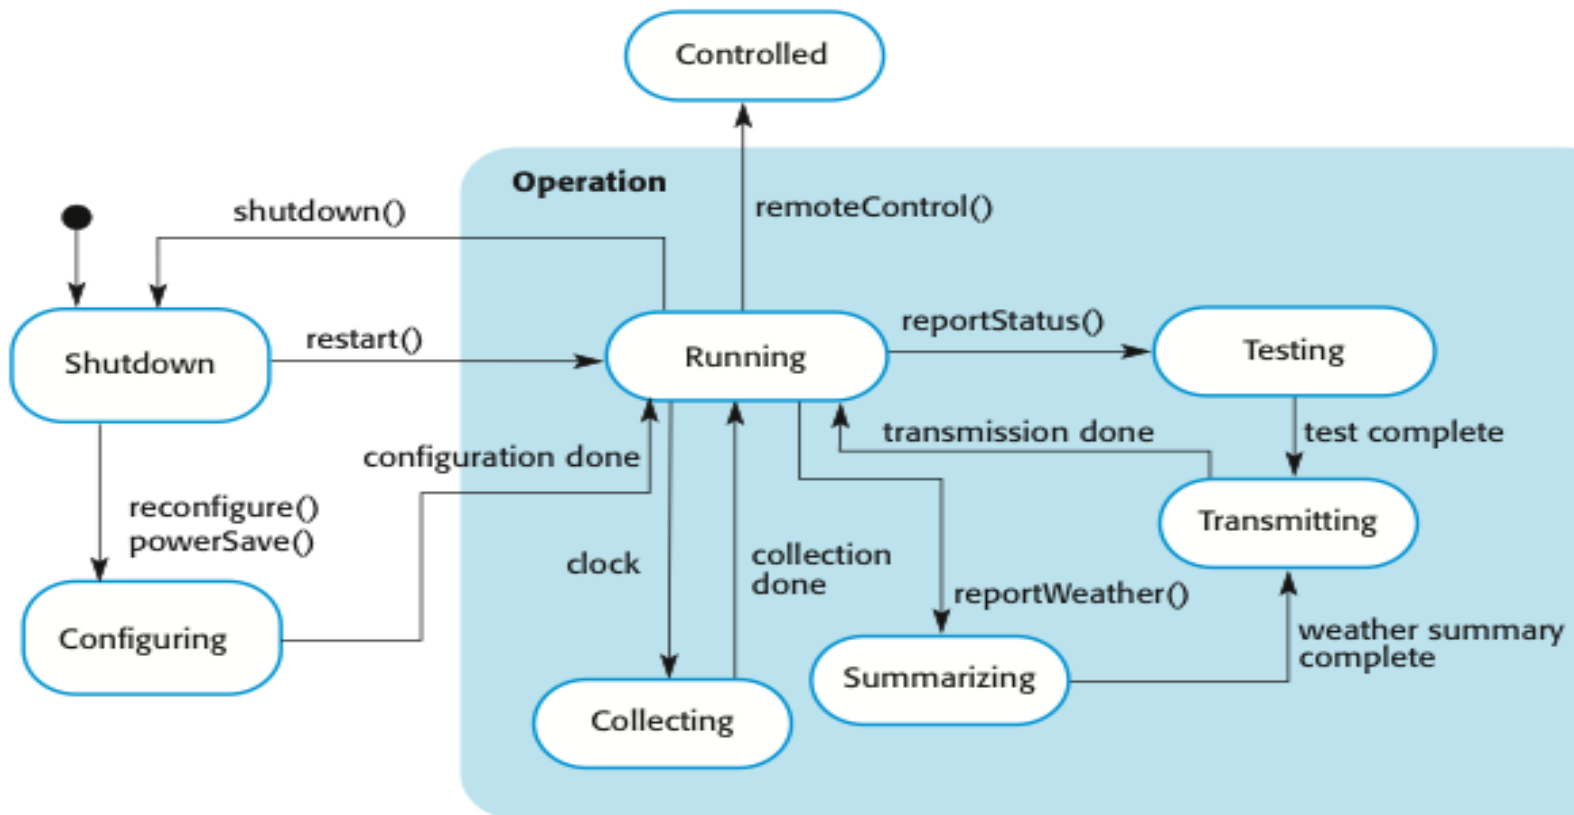 Controlled
Operation
shutdown()
remoteControl()
restart()
reportStatus()
Shutdown
Running
Testing
configuration done
transmission done
test complete
reconfigure()
powerSave()
Transmitting
clock
collection
done
reportWeather()
Configuring
weather summary
complete
Summarizing
Collecting